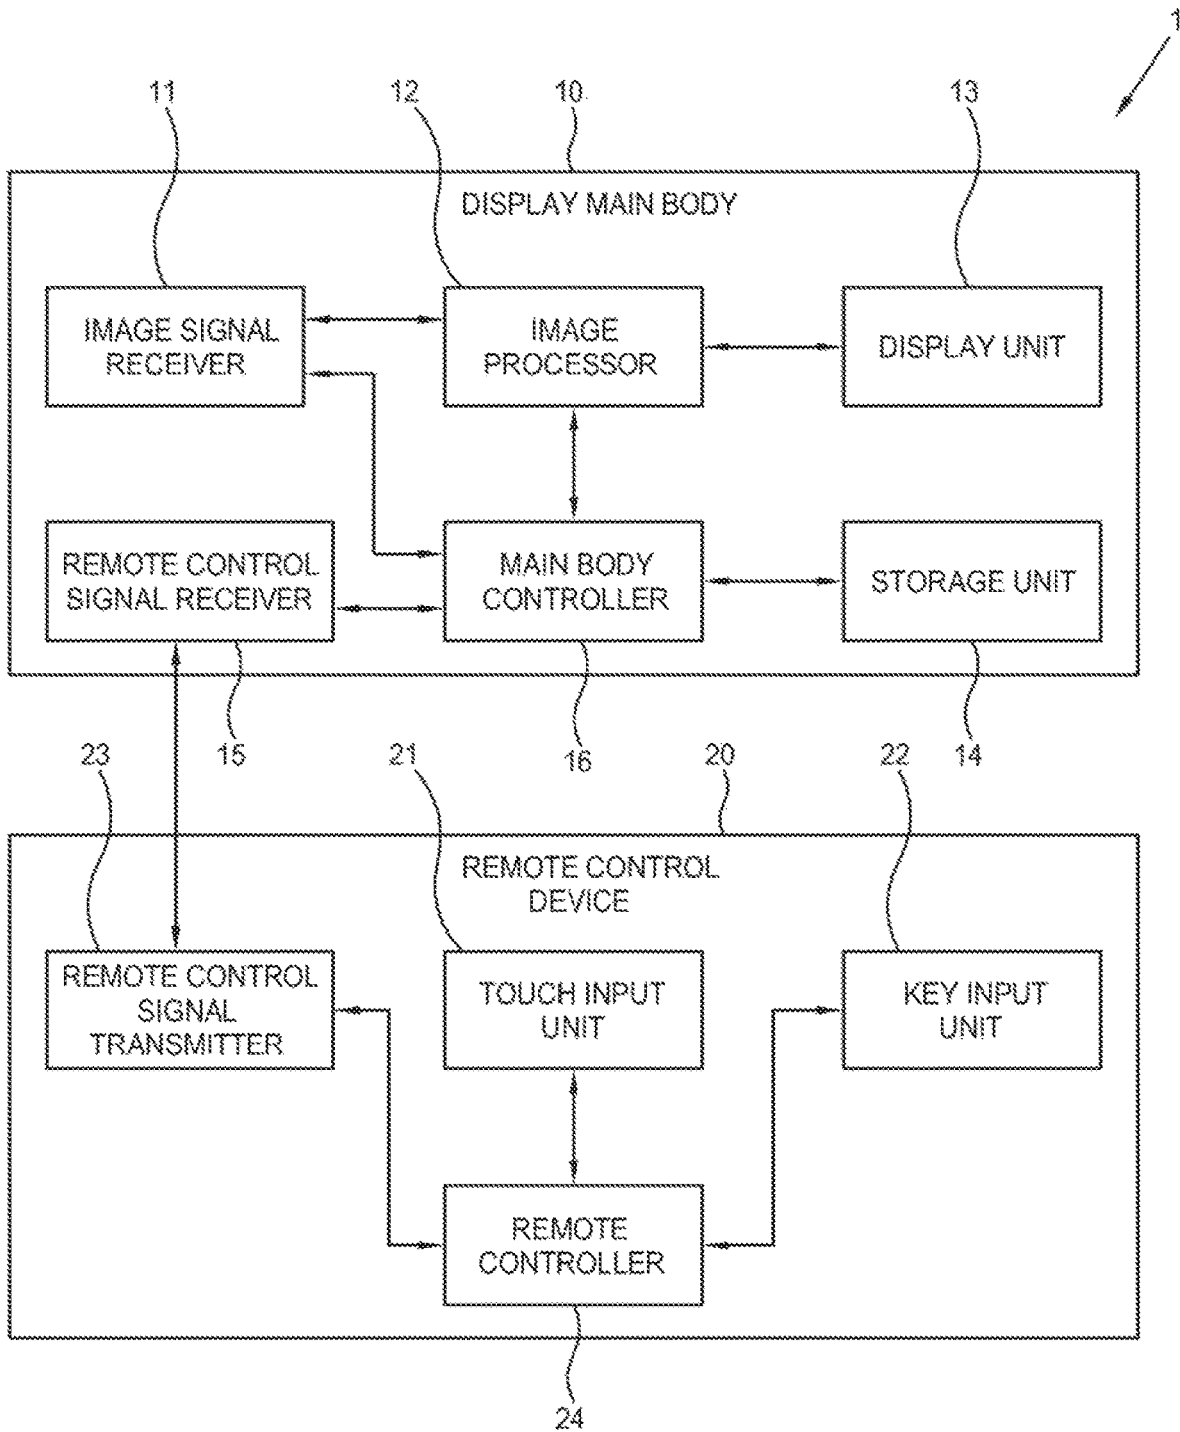 1
11
12
10
13
DISPLAY MAIN BODY
IMAGE SIGNAL
RECEIVER
IMAGE
PROCESSOR
DISPLAY UNIT
REMOTE CONTROL
SIGNAL RECEIVER
MAIN BODY
CONTROLLER
STORAGE UNIT
15
16
14
23
21
20
22
REMOTE CONTROL
DEVICE
REMOTE CONTROL
SIGNAL
TRANSMITTER
TOUCH INPUT
UNIT
KEY INPUT
UNIT
REMOTE
CONTROLLER
24